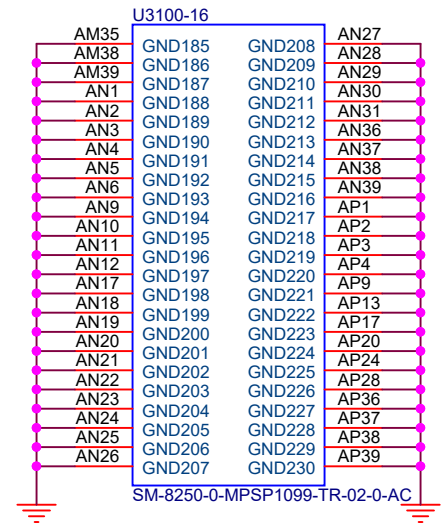 U3100-16
AM35 GND185 GND208 AN27
AM38 GND186 GND209 AN28
AM39 GND187 GND210 AN29
AN1 GND188 GND211 AN30
AN2 GND189 GND212 AN31
AN3 GND190 GND213 AN36
AN4 GND191 GND214 AN37
AN5 GND192 GND215 AN38
AN6 GND193 GND216 AN39
AN9 GND194 GND217 AP1
AN10 GND195 GND218 AP2
AN11 GND196 GND219 AP3
AN12 GND197 GND220 AP4
AN17 GND198 GND221 AP9
AN18 GND199 GND222 AP13
AN19 GND200 GND223 AP17
AN20 GND201 GND224 AP20
AN21 GND202 GND225 AP24
AN22 GND203 GND226 AP28
AN23 GND204 GND227 AP36
AN24 GND205 GND228 AP37
AN25 GND206 GND229 AP38
AN26 GND207 GND230 AP39
SM-8250-0-MPSP1099-TR-02-0-AC